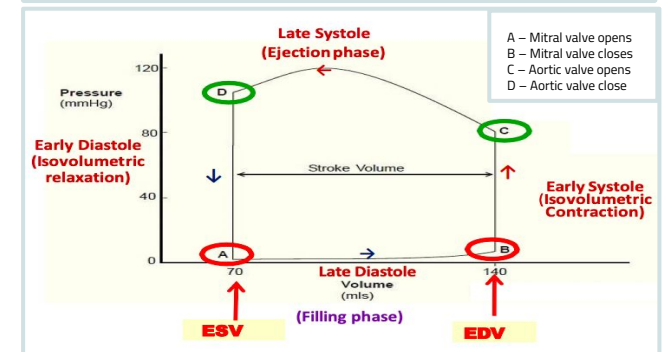 Late Systole
(Ejection phase)
A – Mitral valve opens
B – Mitral valve closes
C – Aortic valve opens
D – Aortic valve close
120
Pressure
(mmHg)
D
Early Diastole
(Isovolumetric
relaxation)
80
C
Stroke Volume
40
Early Systole
(Isovolumetric
Contraction)
A
B
0
70
Late Diastole
140
Volume
(mls)
(Filling phase)
ESV
EDV